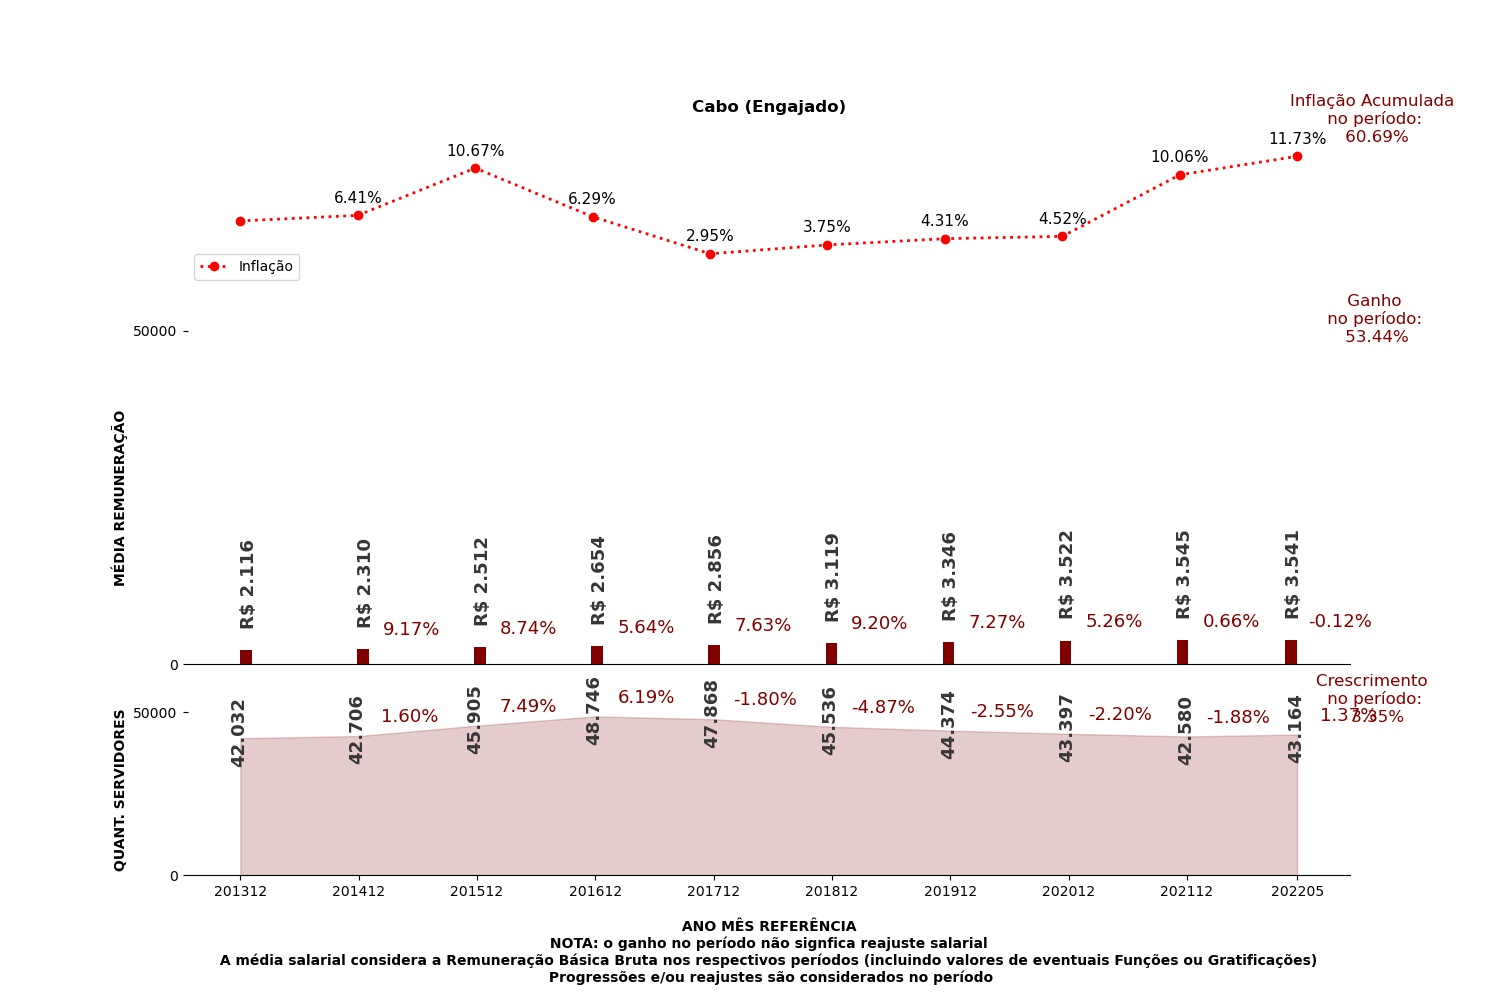 Cabo (Engajado)
Inflação Acumulada
no período:
60.69%
6.41%
10.67%
6.29%
2.95%
3.75%
4.31%
4.52%
10.06%
11.73%
Inflação
Ganho
no período:
53.44%
50000
0
MÉDIA REMUNERAÇÃO
R$ 2.116
R$ 2.310
R$ 2.512
R$ 2.654
R$ 2.856
R$ 3.119
R$ 3.346
R$ 3.522
R$ 3.545
R$ 3.541
9.17%
8.74%
5.64%
7.63%
9.20%
7.27%
5.26%
0.66%
-0.12%
Crescimento
no período:
3.35%
50000
0
QUANT. SERVIDORES
42.032
42.706
45.905
48.746
47.868
45.536
44.374
43.397
42.580
43.164
1.60%
7.49%
6.19%
-1.80%
-4.87%
-2.55%
-2.20%
-1.88%
1.37%
201312
201412
201512
201612
201712
201812
201912
202012
202112
202205
ANO MÊS REFERÊNCIA
NOTA: o ganho no período não signfica reajuste salarial
A média salarial considera a Remuneração Básica Bruta nos respectivos períodos (incluindo valores de eventuais Funções ou Gratificações)
Progressões e/ou reajustes são considerados no período